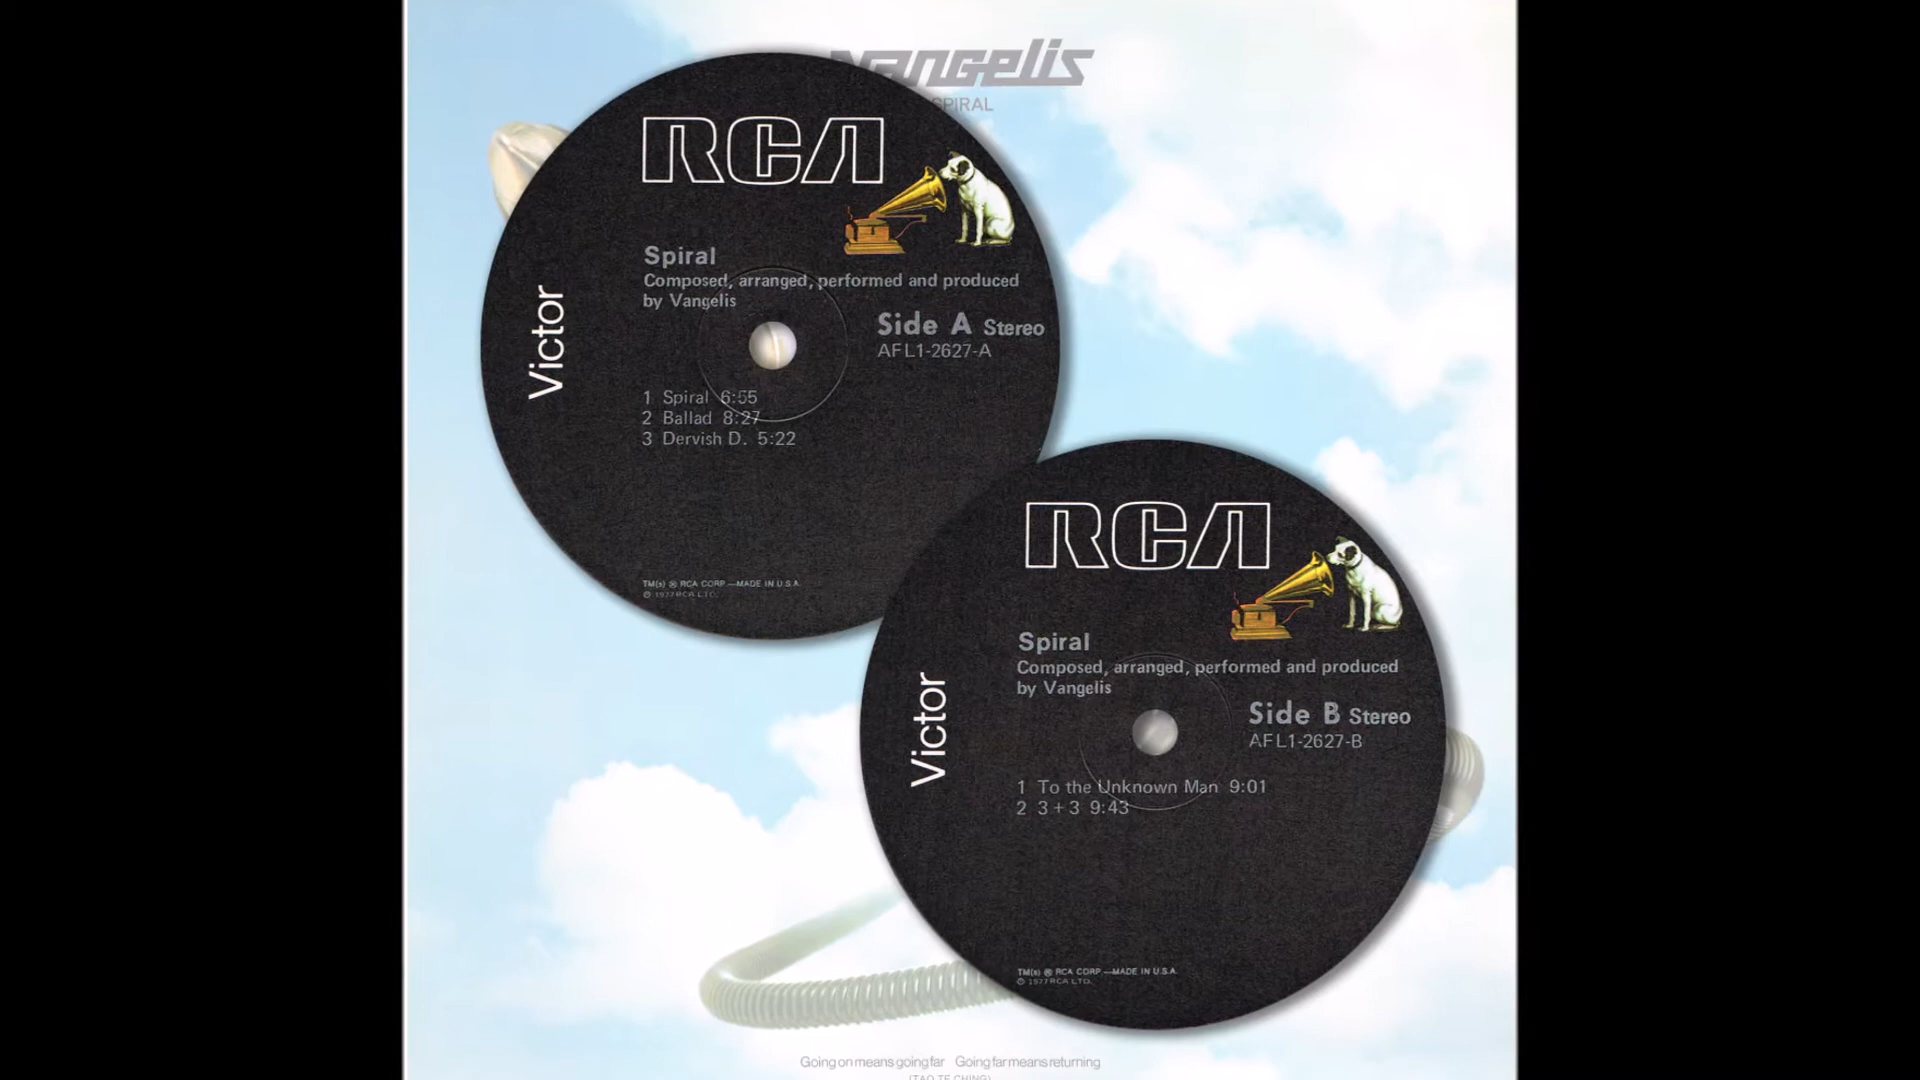 vangelis
SPIRAL
RCA
Victor
Spiral
Composed, arranged, performed and produced
by Vangelis
Side A Stereo
AFL1-2627-A
1 Spiral 6:55
2 Ballad 8:27
3 Dervish D. 5:22
TM(s) ® RCA CORP.—MADE IN U.S.A.
© 1977 RCA LTD.
RCA
Victor
Spiral
Composed, arranged, performed and produced
by Vangelis
Side B Stereo
AFL1-2627-B
1 To the Unknown Man 9:01
2 3+3 9:43
TM(s) ® RCA CORP.—MADE IN U.S.A.
© 1977 RCA LTD.
Going on means going far Going far means returning
(TAO TE CHING)